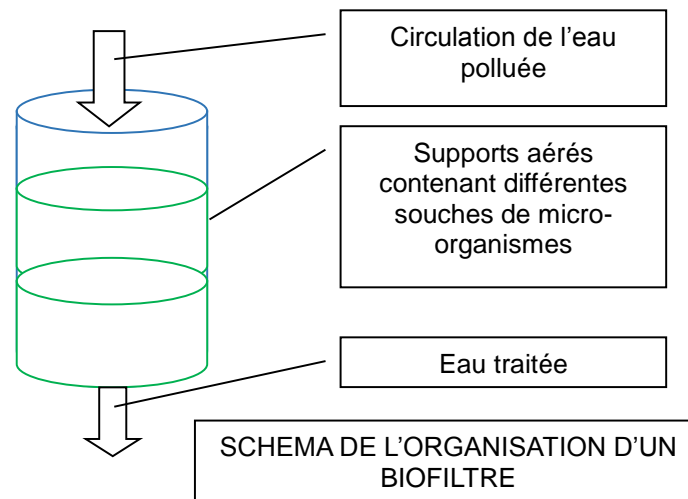 Circulation de l’eau
polluée
Supports aérés
contenant différentes
souches de micro-
organismes
Eau traitée
SCHEMA DE L’ORGANISATION D’UN
BIOFILTRE